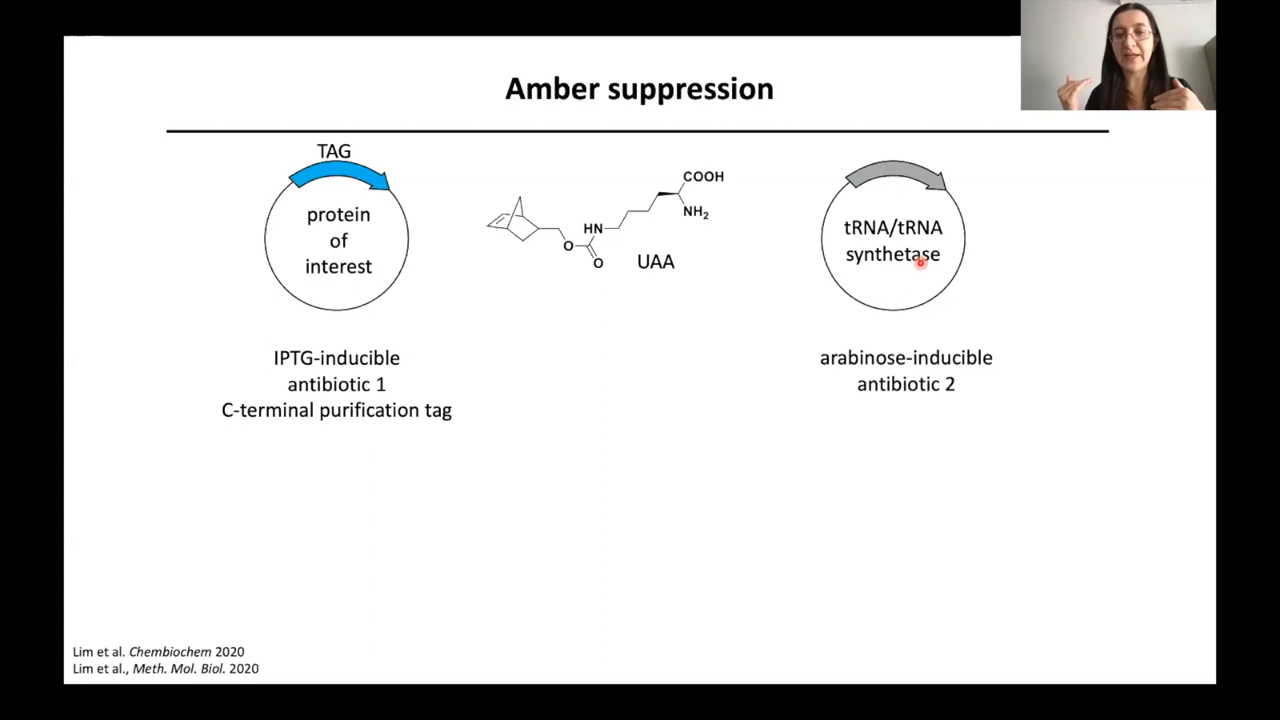 Amber suppression
TAG
protein
of
interest
COOH
NH2
HN
O
O
UAA
tRNA/tRNA
synthetase
IPTG-inducible
antibiotic 1
C-terminal purification tag
arabinose-inducible
antibiotic 2
Lim et al. Chembiochem 2020
Lim et al., Meth. Mol. Biol. 2020